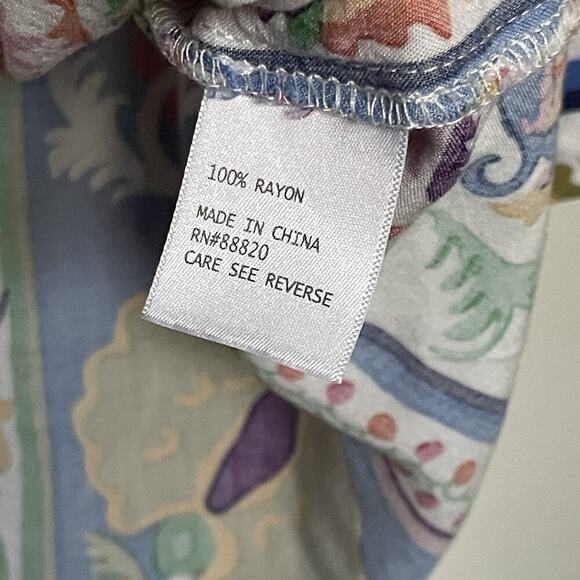 100% RAYON
MADE IN CHINA
RN#88820
CARE SEE REVERSE